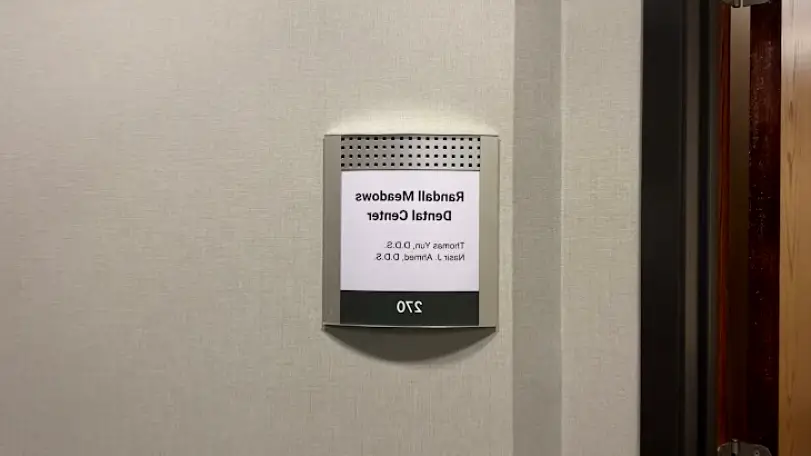 Randall Meadows
Dental Center
Thomas Yun, D.D.S.
Nasir J. Ahmed, D.D.S.
270